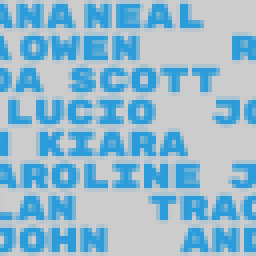 ANA NEAL
A OWEN R
DA SCOTT
LUCIO JO
N KIARA
AROLINE J
LAN TRAC
JOHN AND